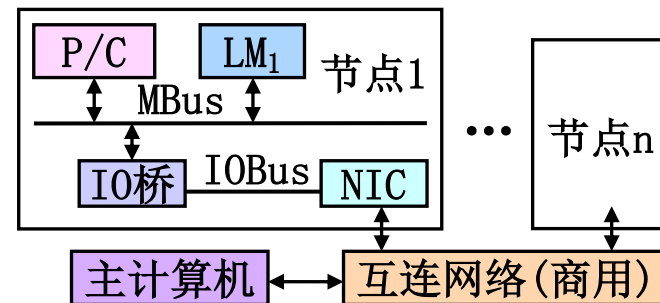 P/C
LM₁
节点1
MBus
...
节点n
IO桥
IOBus
NIC
主计算机
互连网络(商用)